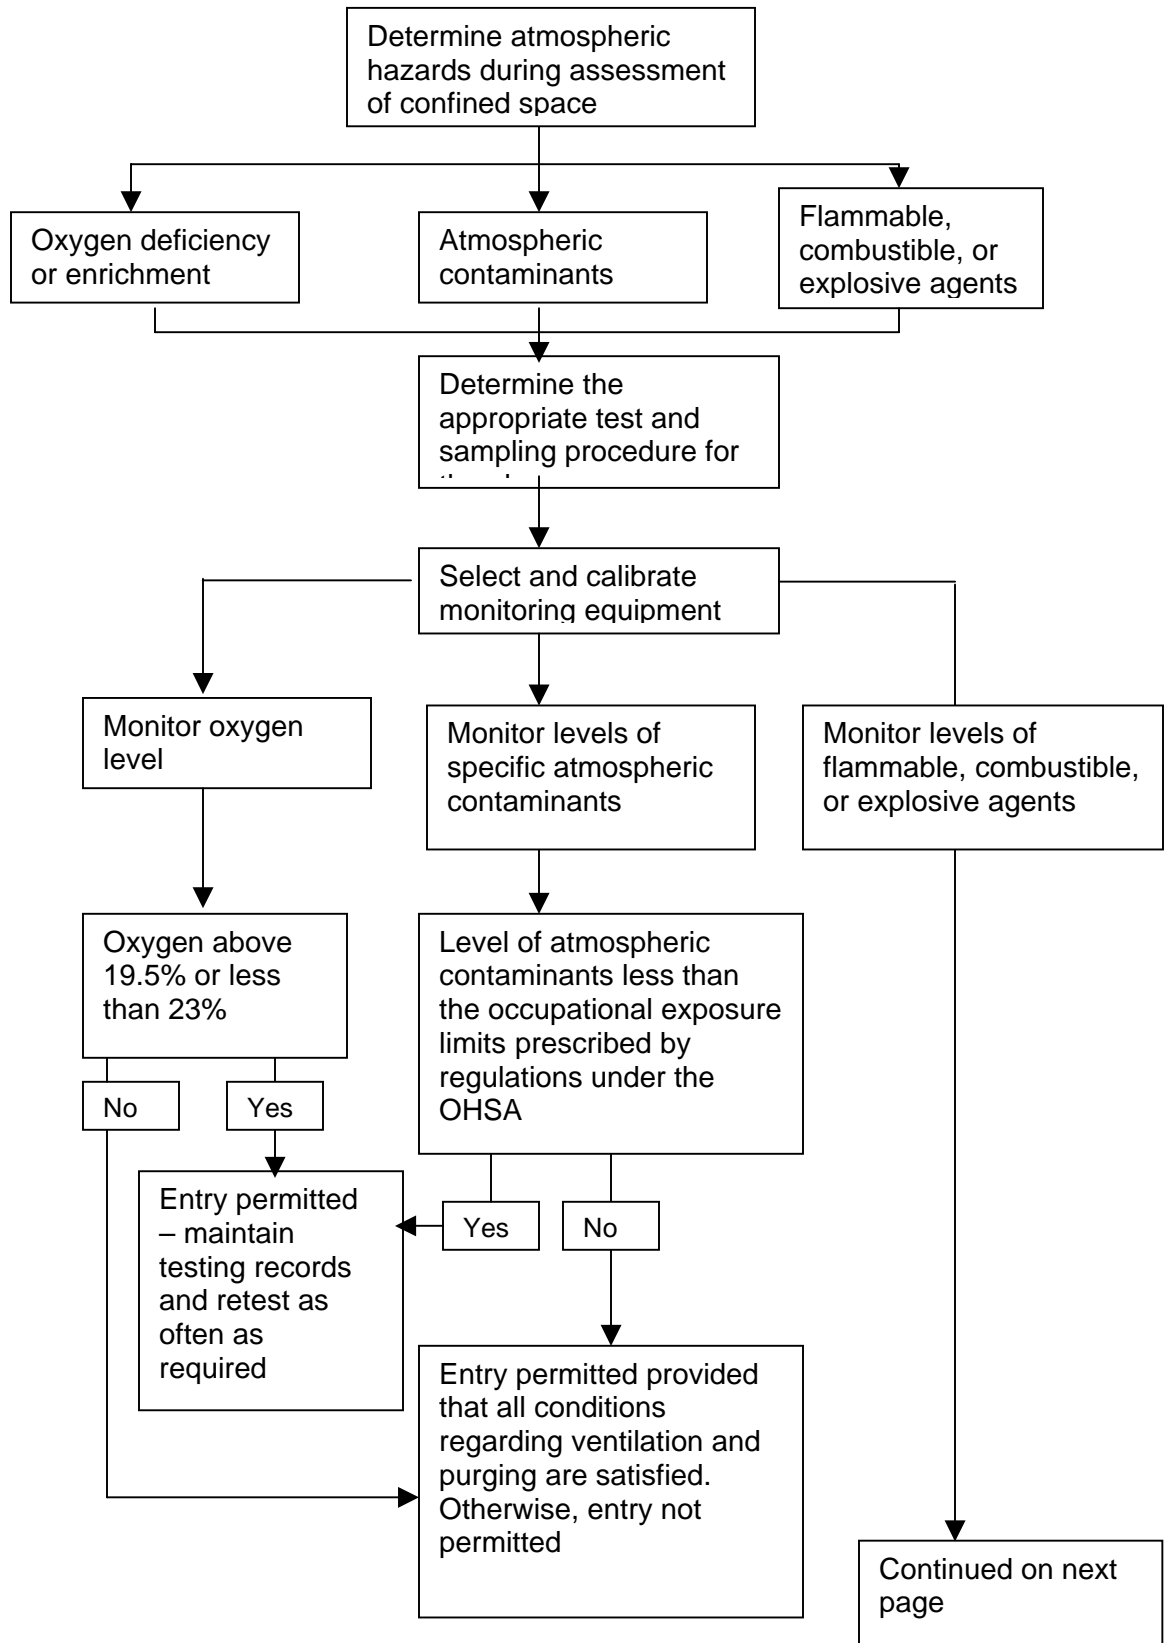 Determine atmospheric
hazards during assessment
of confined space
Oxygen deficiency
or enrichment
Atmospheric
contaminants
Flammable,
combustible, or
explosive agents
Determine the
appropriate test and
sampling procedure for
Select and calibrate
monitoring equipment
Monitor oxygen
level
Monitor levels of
specific atmospheric
contaminants
Monitor levels of
flammable, combustible,
or explosive agents
Oxygen above
19.5% or less
than 23%
Level of atmospheric
contaminants less than
the occupational exposure
limits prescribed by
regulations under the
OHSA
No
Yes
Yes
No
Entry permitted
– maintain
testing records
and retest as
often as
required
Entry permitted provided
that all conditions
regarding ventilation and
purging are satisfied.
Otherwise, entry not
permitted
Continued on next
page